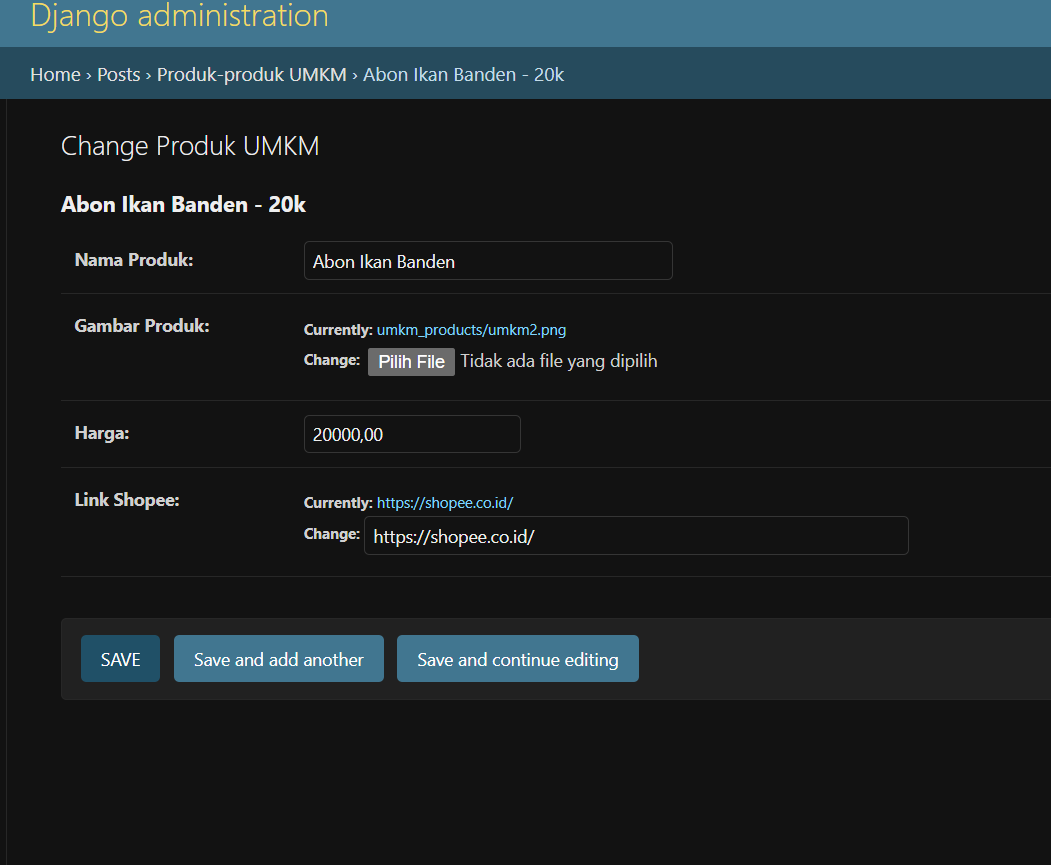 Django administration
Home › Posts › Produk-produk UMKM › Abon Ikan Banden - 20k
Change Produk UMKM
Abon Ikan Banden - 20k
Nama Produk: Abon Ikan Banden
Gambar Produk: Currently: umkm_products/umkm2.png
Change: Pilih File Tidak ada file yang dipilih
Harga: 20000,00
Link Shopee: Currently: https://shopee.co.id/
Change: https://shopee.co.id/
SAVE Save and add another Save and continue editing